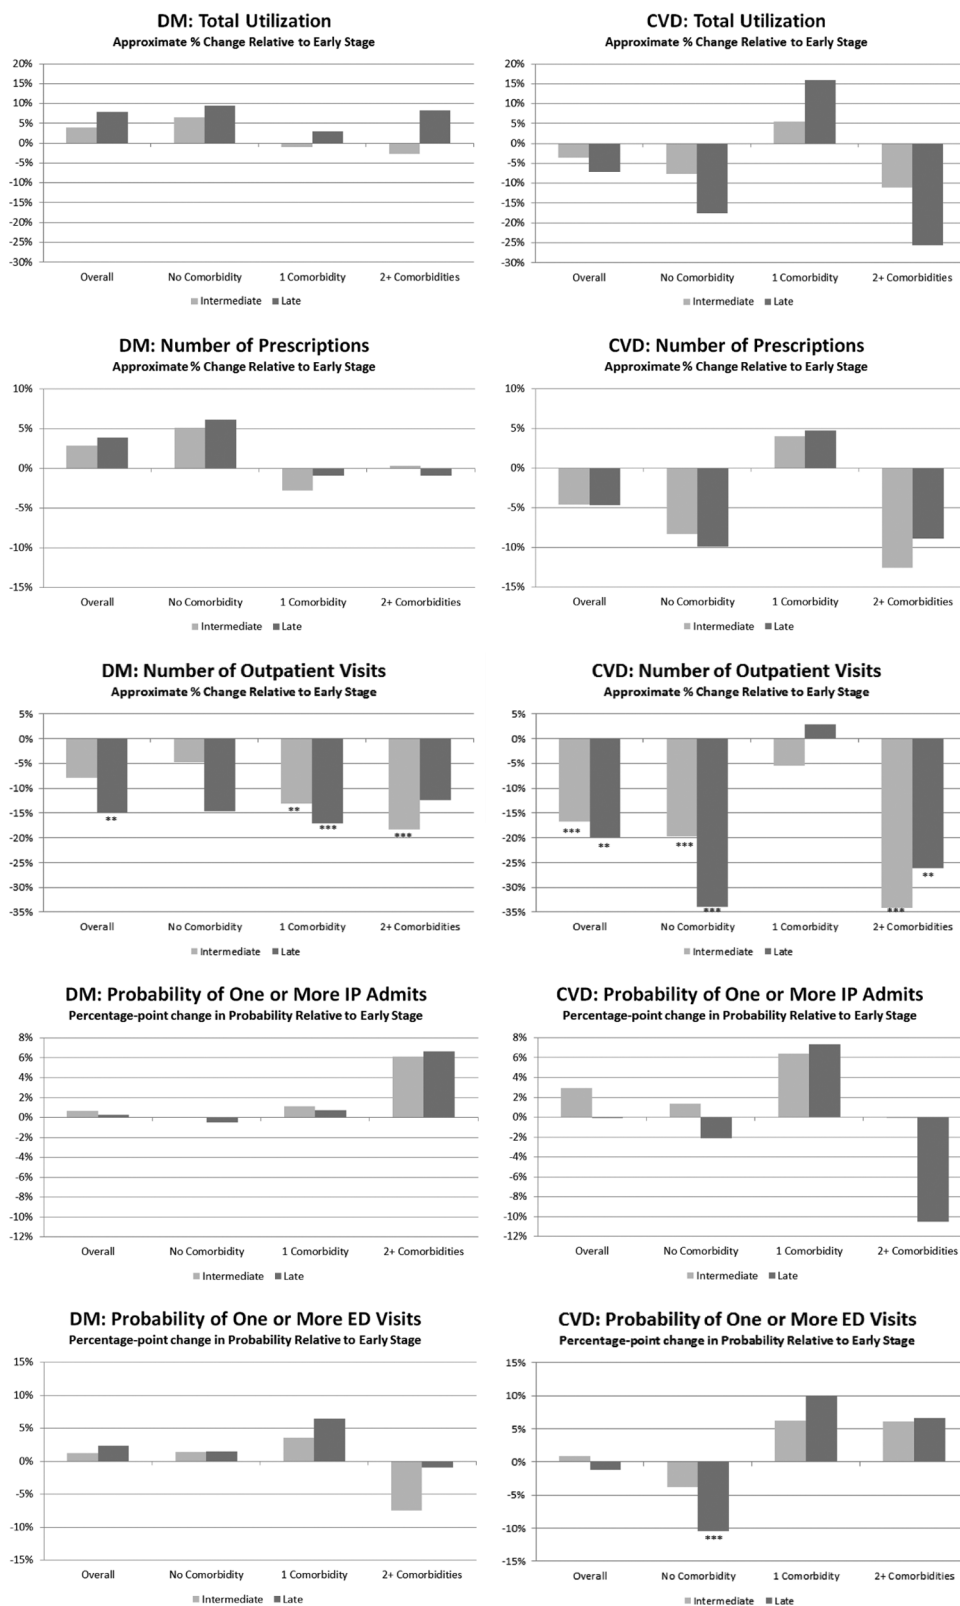 DM: Total Utilization
Approximate % Change Relative to Early Stage
20%
15%
10%
5%
0%
-5%
-10%
-15%
20%
-25%
-30%
Overall No Comorbidity 1 Comorbidity 2+ Comorbidities
Intermediate Late
CVD: Total Utilization
Approximate % Change Relative to Early Stage
20%
15%
10%
5%
0%
-5%
-10%
-15%
-20%
-25%
-30%
Overall No Comorbidity 1 Comorbidity 2+ Comorbidities
Intermediate Late
DM: Number of Prescriptions
Approximate % Change Relative to Early Stage
10%
5%
0%
-5%
-10%
-15%
Overall No Comorbidity 1 Comorbidity 2+ Comorbidities
Intermediate Late
CVD: Number of Prescriptions
Approximate % Change Relative to Early Stage
10%
5%
0%
-5%
-10%
-15%
Overall No Comorbidity 1 Comorbidity 2+ Comorbidities
Intermediate Late
DM: Number of Outpatient Visits
Approximate % Change Relative to Early Stage
5%
0%
-5%
-10%
-15%
-20%
-25%
-30%
-35%
** ** *** ***
Overall No Comorbidity 1 Comorbidity 2+ Comorbidities
Intermediate Late
CVD: Number of Outpatient Visits
Approximate % Change Relative to Early Stage
5%
0%
-5%
-10%
-15%
-20%
-25%
-30%
-35%
*** ** *** *** *** **
Overall No Comorbidity 1 Comorbidity 2+ Comorbidities
Intermediate Late
DM: Probability of One or More IP Admits
Percentage-point change in Probability Relative to Early Stage
8%
6%
4%
2%
0%
-2%
-4%
-6%
-8%
-10%
-12%
Overall No Comorbidity 1 Comorbidity 2+ Comorbidities
Intermediate Late
CVD: Probability of One or More IP Admits
Percentage-point change in Probability Relative to Early Stage
8%
6%
4%
2%
0%
-2%
-4%
-6%
-8%
-10%
-12%
Overall No Comorbidity 1 Comorbidity 2+ Comorbidities
Intermediate Late
DM: Probability of One or More ED Visits
Percentage-point change in Probability Relative to Early Stage
15%
10%
5%
0%
-5%
-10%
-15%
Overall No Comorbidity 1 Comorbidity 2+ Comorbidities
Intermediate Late
CVD: Probability of One or More ED Visits
Percentage-point change in Probability Relative to Early Stage
15%
10%
5%
0%
-5%
-10%
-15%
***
Overall No Comorbidity 1 Comorbidity 2+ Comorbidities
Intermediate Late